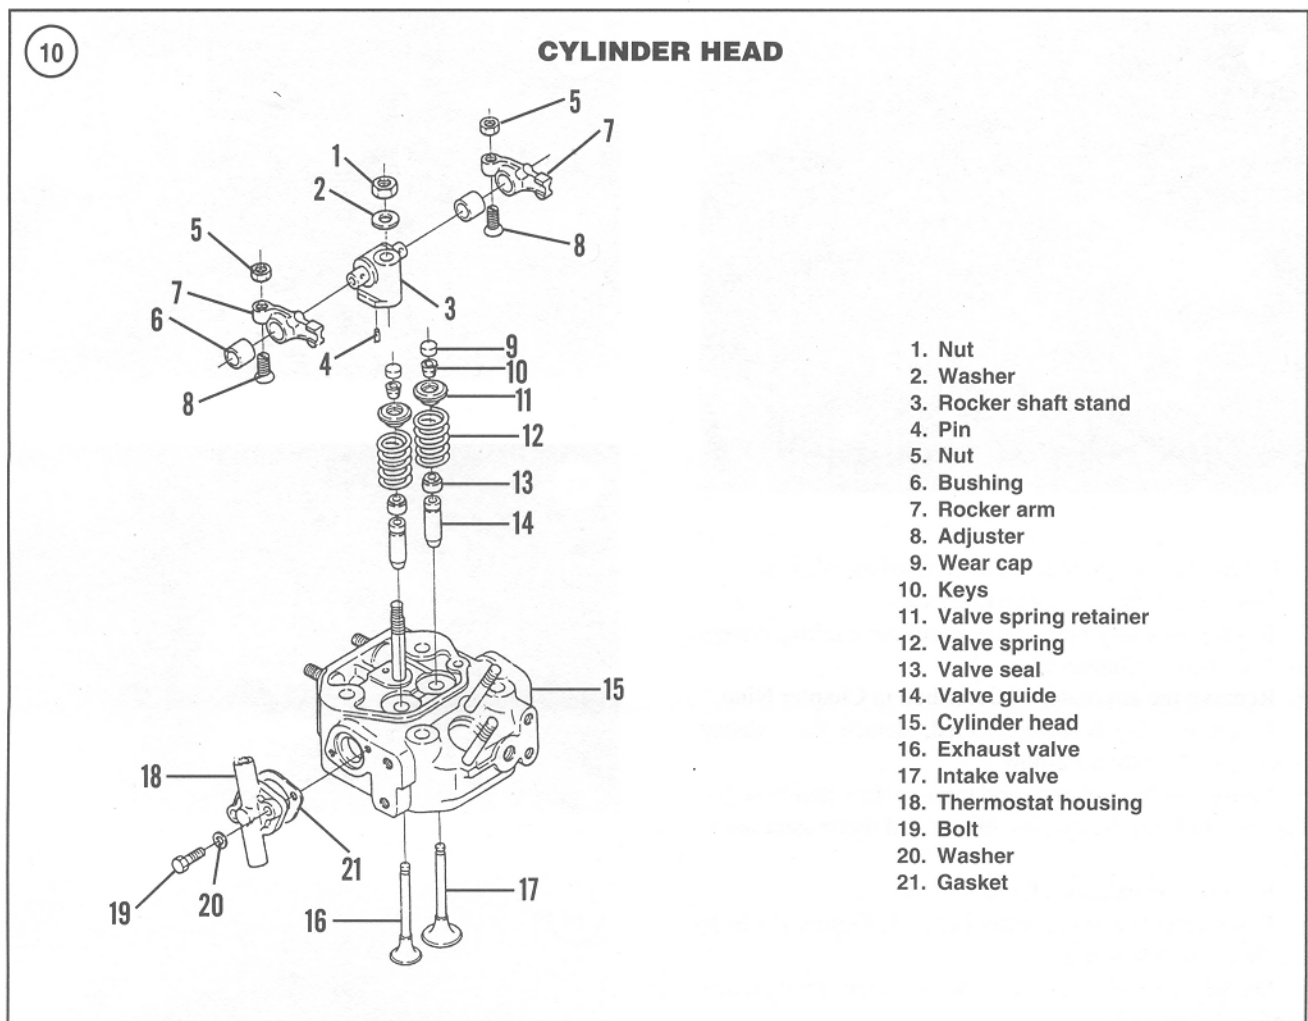 10
CYLINDER HEAD
5
7
1
2
8
5
7
3
6
4
9
10
8
11
12
13
14
15
18
21
17
20
19
16
1. Nut
2. Washer
3. Rocker shaft stand
4. Pin
5. Nut
6. Bushing
7. Rocker arm
8. Adjuster
9. Wear cap
10. Keys
11. Valve spring retainer
12. Valve spring
13. Valve seal
14. Valve guide
15. Cylinder head
16. Exhaust valve
17. Intake valve
18. Thermostat housing
19. Bolt
20. Washer
21. Gasket